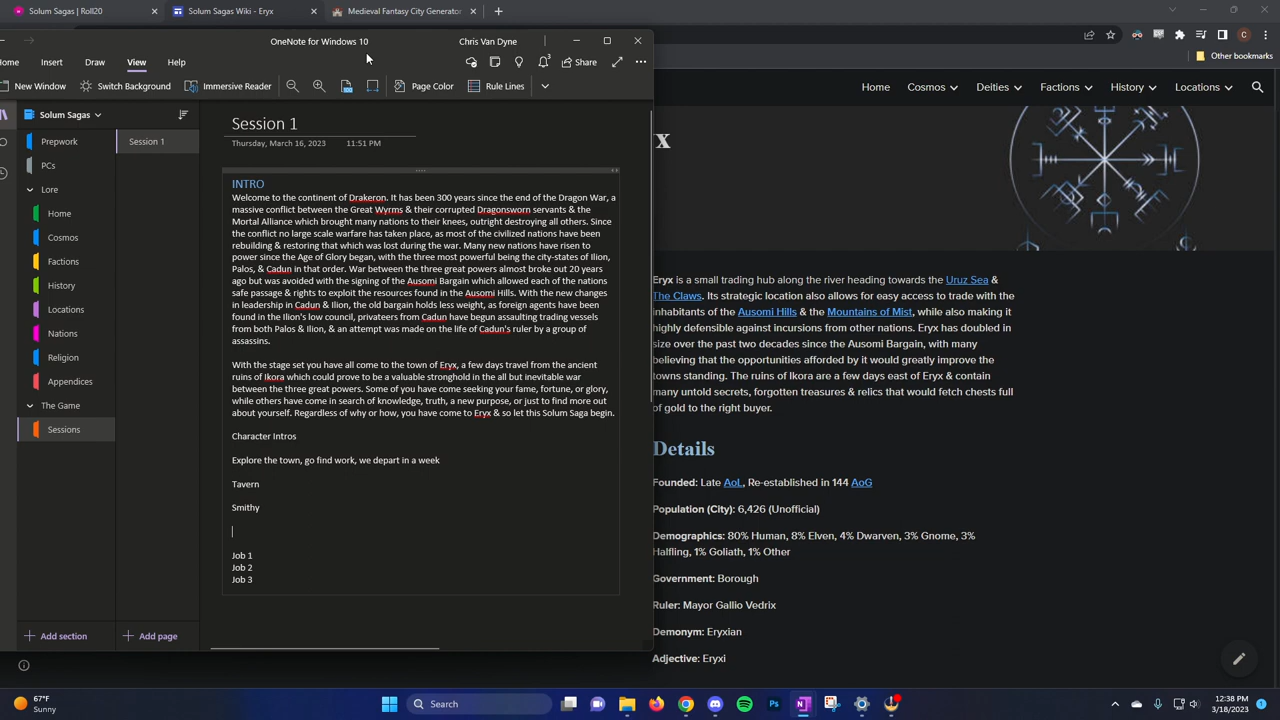 Solum Sagas | Roll20
Solum Sagas Wiki - Eryx
Medieval Fantasy City Generator
OneNote for Windows 10
Chris Van Dyne
ome
Insert
Draw
View
Help
Share
New Window
Switch Background
Immersive Reader
Page Color
Rule Lines
Other bookmarks
Solum Sagas
Prepwork
PCs
Lore
Home
Cosmos
Factions
History
Locations
Nations
Religion
Appendices
The Game
Sessions
Add section
Session 1
Add page
Session 1
Thursday, March 16, 2023
11:51 PM
INTRO
Welcome to the continent of Drakeron. It has been 300 years since the end of the Dragon War, a
massive conflict between the Great Wyrms & their corrupted Dragonsworn servants & the
Mortal Alliance which brought many nations to their knees, outright destroying all others. Since
the conflict no large scale warfare has taken place, as most of the civilized nations have been
rebuilding & restoring that which was lost during the war. Many new nations have risen to
power since the Age of Glory began, with the three most powerful being the city-states of Ilion,
Palos, & Cadun in that order. War between the three great powers almost broke out 20 years
ago but was avoided with the signing of the Ausomi Bargain which allowed each of the nations
safe passage & rights to exploit the resources found in the Ausomi Hills. With the new changes
in leadership in Cadun & Ilion, the old bargain holds less weight, as foreign agents have been
found in the Ilion's low council, privateers from Cadun have begun assaulting trading vessels
from both Palos & Ilion, & an attempt was made on the life of Cadun's ruler by a group of
assassins.
With the stage set you have all come to the town of Eryx, a few days travel from the ancient
ruins of Ikora which could prove to be a valuable stronghold in the all but inevitable war
between the three great powers. Some of you have come seeking your fame, fortune, or glory,
while others have come in search of knowledge, truth, a new purpose, or just to find more out
about yourself. Regardless of why or how, you have come to Eryx & so let this Solum Saga begin.
Character Intros
Explore the town, go find work, we depart in a week
Tavern
Smithy
Job 1
Job 2
Job 3
Home
Cosmos
Deities
Factions
History
Locations
x
Eryx is a small trading hub along the river heading towards the Uruz Sea &
The Claws. Its strategic location also allows for easy access to trade with the
inhabitants of the Ausomi Hills & the Mountains of Mist, while also making it
highly defensible against incursions from other nations. Eryx has doubled in
size over the past two decades since the Ausomi Bargain, with many
believing that the opportunities afforded by it would greatly improve the
towns standing. The ruins of Ikora are a few days east of Eryx & contain
many untold secrets, forgotten treasures & relics that would fetch chests full
of gold to the right buyer.
Details
Founded: Late AoL, Re-established in 144 AoG
Population (City): 6,426 (Unofficial)
Demographics: 80% Human, 8% Elven, 4% Dwarven, 3% Gnome, 3%
Halfling, 1% Goliath, 1% Other
Government: Borough
Ruler: Mayor Gallio Vedrix
Demonym: Eryxian
Adjective: Eryxi
67°F
Sunny
Search
12:38 PM
3/18/2023